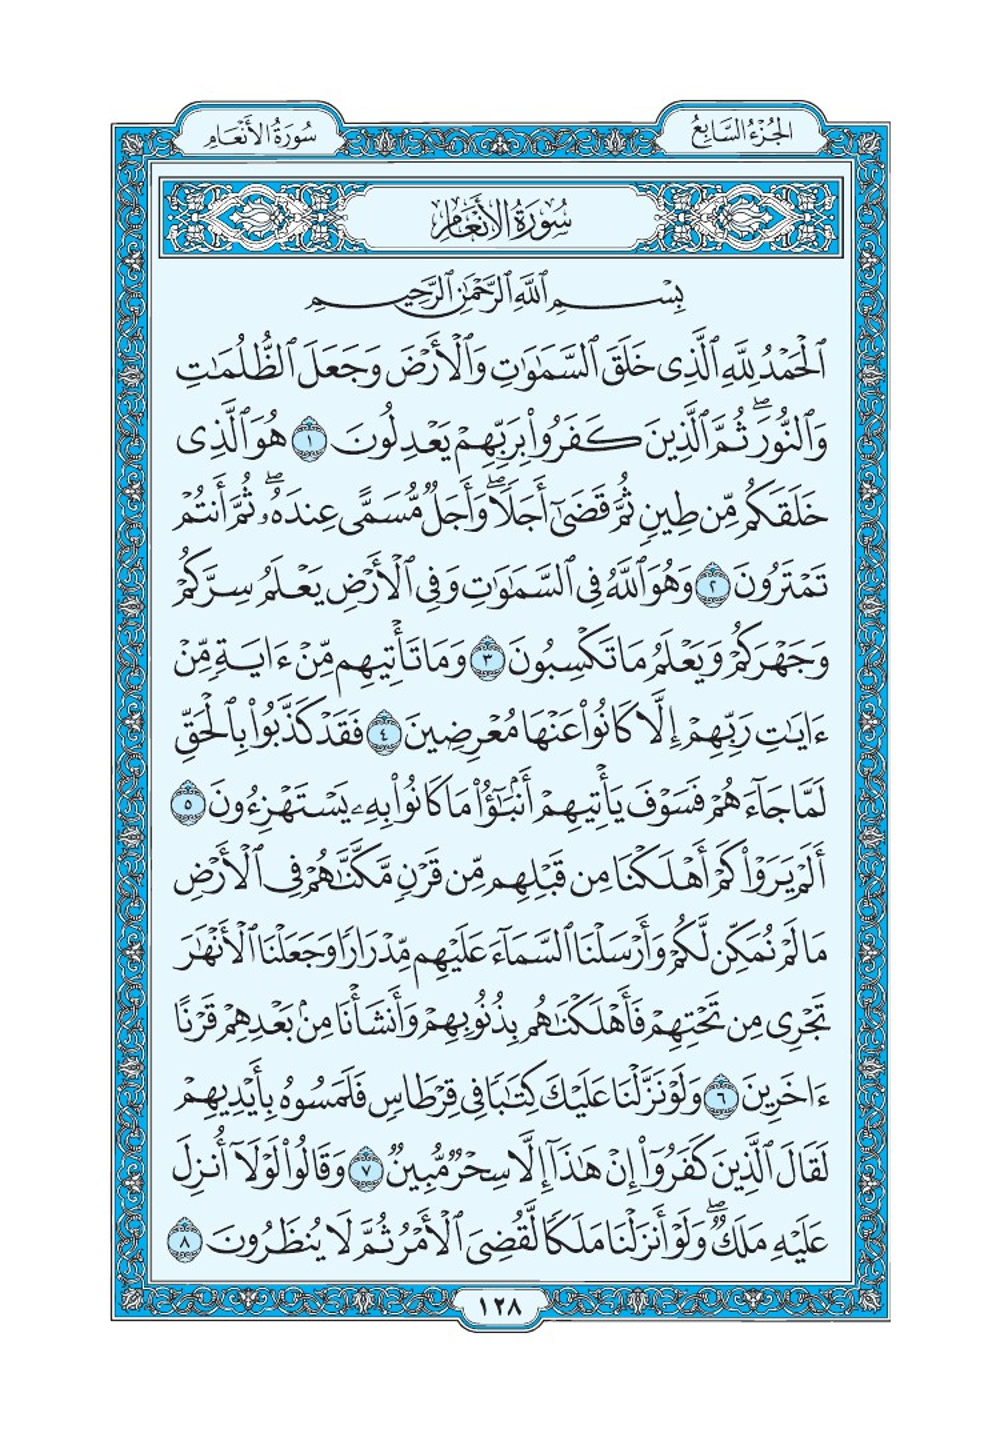 الجُزْءُ السَّابِعُ
سُورَةُ الأَنْعَامِ
سُورَةُ الأَنْعَامِ
بِسْمِ ٱللَّهِ ٱلرَّحْمَٰنِ ٱلرَّحِيمِ
ٱلْحَمْدُ لِلَّهِ ٱلَّذِى خَلَقَ ٱلسَّمَٰوَٰتِ وَٱلْأَرْضَ وَجَعَلَ ٱلظُّلُمَٰتِ
وَٱلنُّورَ ۖ ثُمَّ ٱلَّذِينَ كَفَرُوا۟ بِرَبِّهِمْ يَعْدِلُونَ ١ هُوَ ٱلَّذِى
خَلَقَكُم مِّن طِينٍ ثُمَّ قَضَىٰٓ أَجَلًا ۖ وَأَجَلٌ مُّسَمًّى عِندَهُۥ ۖ ثُمَّ أَنتُمْ
تَمْتَرُونَ ٢ وَهُوَ ٱللَّهُ فِى ٱلسَّمَٰوَٰتِ وَفِى ٱلْأَرْضِ يَعْلَمُ سِرَّكُمْ
وَجَهْرَكُمْ وَيَعْلَمُ مَا تَكْسِبُونَ ٣ وَمَا تَأْتِيهِم مِّنْ ءَايَةٍ مِّنْ
ءَايَٰتِ رَبِّهِمْ إِلَّا كَانُوا۟ عَنْهَا مُعْرِضِينَ ٤ فَقَدْ كَذَّبُوا۟ بِٱلْحَقِّ
لَمَّا جَآءَهُمْ فَسَوْفَ يَأْتِيهِمْ أَنۢبَٰٓؤُا۟ مَا كَانُوا۟ بِهِۦ يَسْتَهْزِءُونَ ٥
أَلَمْ يَرَوْا۟ كَمْ أَهْلَكْنَا مِن قَبْلِهِم مِّن قَرْنٍ مَّكَّنَّٰهُمْ فِى ٱلْأَرْضِ
مَا لَمْ نُمَكِّن لَّكُمْ وَأَرْسَلْنَا ٱلسَّمَآءَ عَلَيْهِم مِّدْرَارًا وَجَعَلْنَا ٱلْأَنْهَٰرَ
تَجْرِى مِن تَحْتِهِمْ فَأَهْلَكْنَٰهُم بِذُنُوبِهِمْ وَأَنشَأْنَا مِنۢ بَعْدِهِمْ قَرْنًا
ءَاخَرِينَ ٦ وَلَوْ نَزَّلْنَا عَلَيْكَ كِتَٰبًا فِى قِرْطَاسٍ فَلَمَسُوهُ بِأَيْدِيهِمْ
لَقَالَ ٱلَّذِينَ كَفَرُوٓا۟ إِنْ هَٰذَآ إِلَّا سِحْرٌ مُّبِينٌ ٧ وَقَالُوا۟ لَوْلَآ أُنزِلَ
عَلَيْهِ مَلَكٌ ۖ وَلَوْ أَنزَلْنَا مَلَكًا لَّقُضِىَ ٱلْأَمْرُ ثُمَّ لَا يُنظَرُونَ ٨
١٢٨